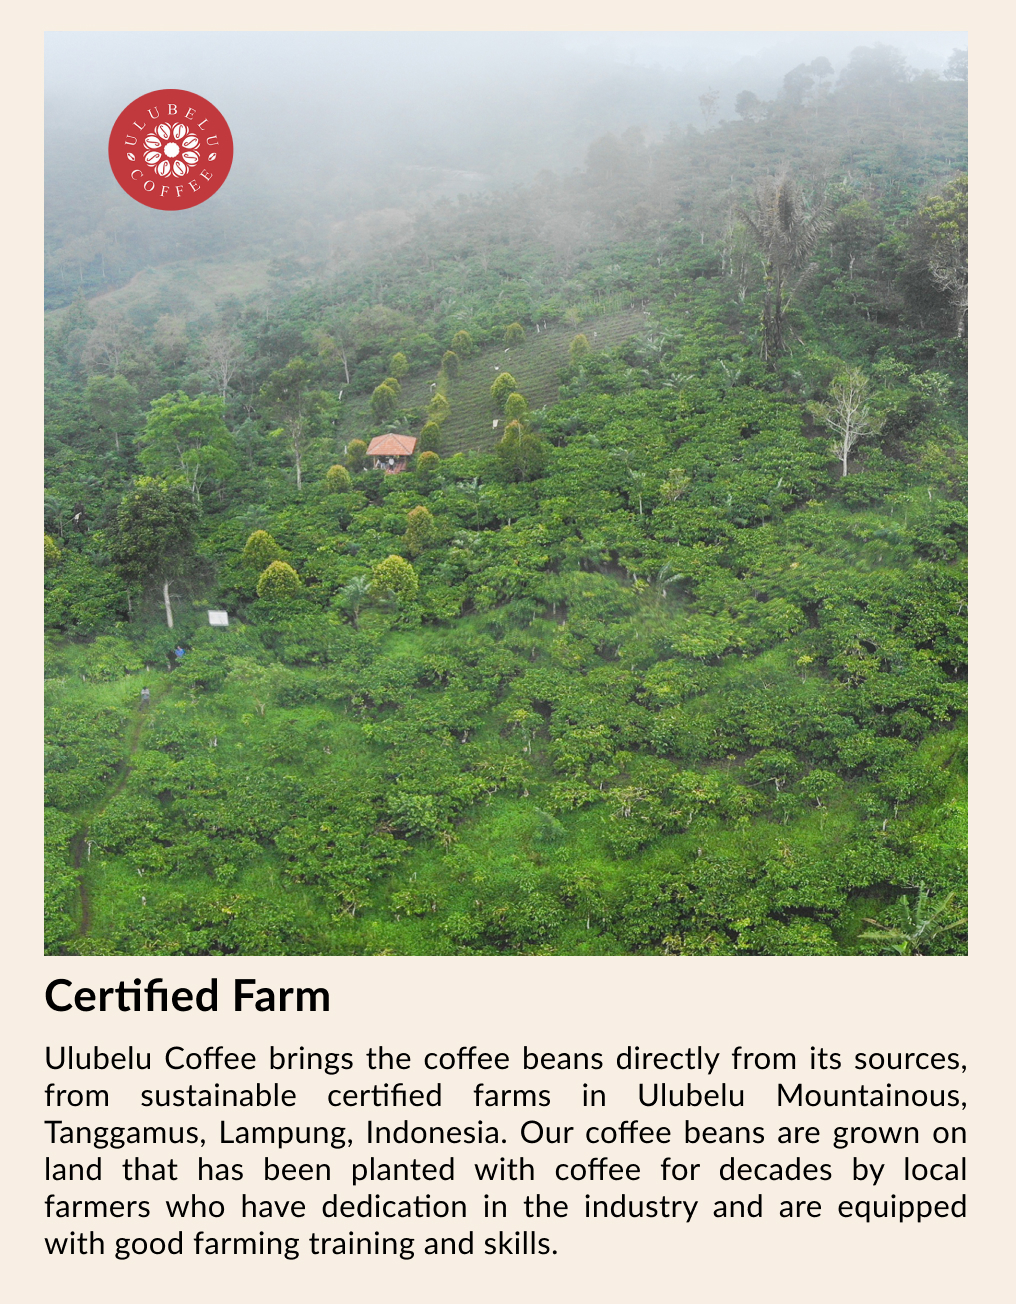 ULUBELU
COFFEE
Certified Farm
Ulubelu Coffee brings the coffee beans directly from its sources,
from sustainable certified farms in Ulubelu Mountainous,
Tanggamus, Lampung, Indonesia. Our coffee beans are grown on
land that has been planted with coffee for decades by local
farmers who have dedication in the industry and are equipped
with good farming training and skills.